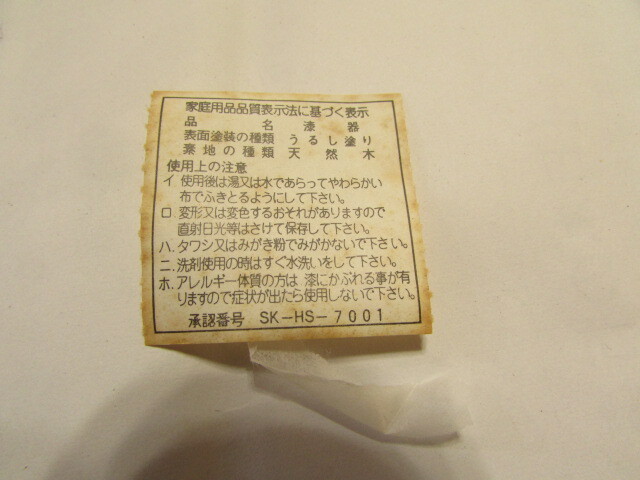 家庭用品品質表示法に基づく表示
品名 漆器
表面塗装の種類 うるし塗り
素地の種類 天然木
使用上の注意
イ 使用後は湯又は水であらってやわらかい
布でふきとるようにして下さい。
ロ. 変形又は変色するおそれがありますので
直射日光等はさけて保存して下さい。
ハ. タワシ又はみがき粉でみがかないで下さい。
ニ. 洗剤使用の時はすぐ水洗いをして下さい。
ホ. アレルギー体質の方は 漆にかぶれる事が有
りますので症状が出たら使用しないで下さい。
承認番号 SK-HS-7001